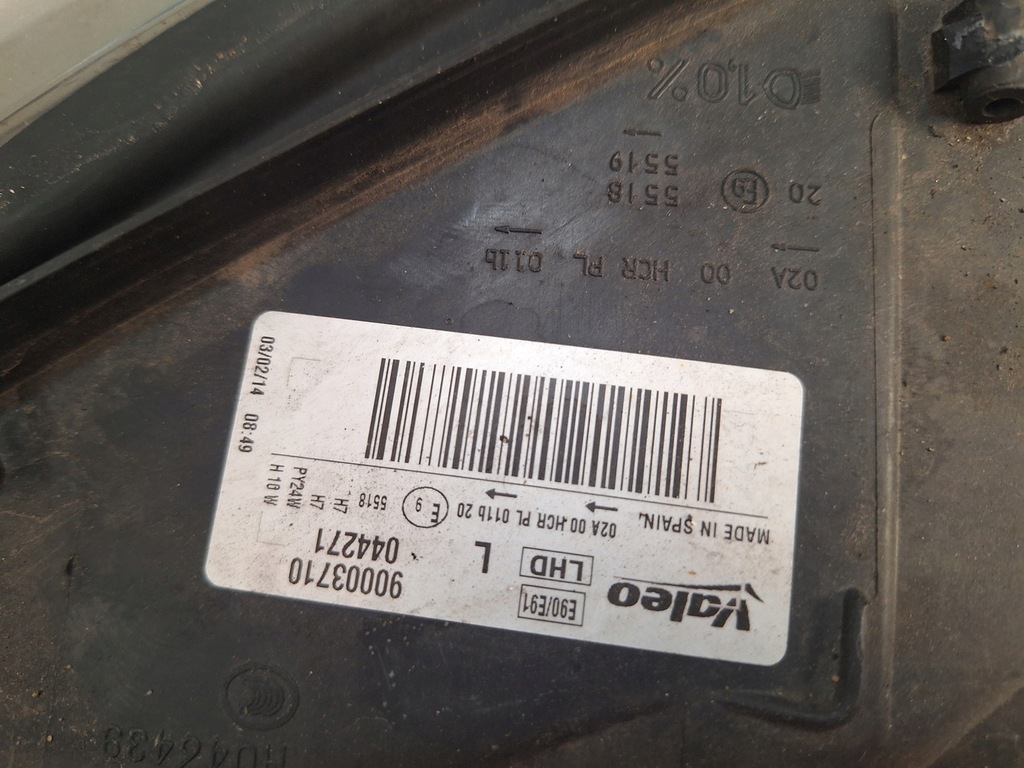 Valeo
E90/E91
90003710
LHD L 044271
MADE IN SPAIN.
02A 00 HCR PL 011b 20 E 9 5518 H7 H7 PY24W
H 10 W
03/02/14 08:49
02A 00 HCR PL 011b
20 E9 5518
5519
1,0%